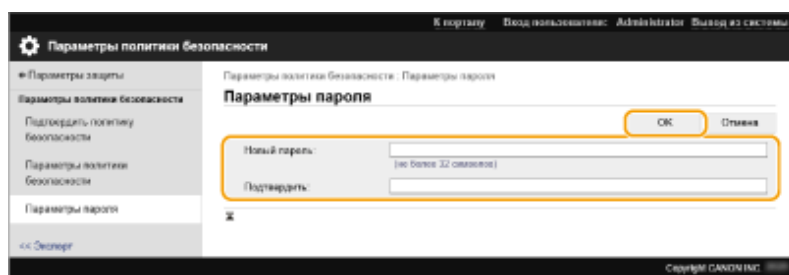 К порталу Вход пользователя: Administrator Выход из системы
Параметры политики безопасности
Параметры защиты
Параметры политики безопасности : Параметры пароля
Параметры политики безопасности
Параметры пароля
Подтвердить политику
безопасности
OK Отмена
Новый пароль:
(не более 32 символов)
Параметры политики
безопасности
Подтвердить:
Параметры пароля
<< Экспорт
Copyright CANON INC.